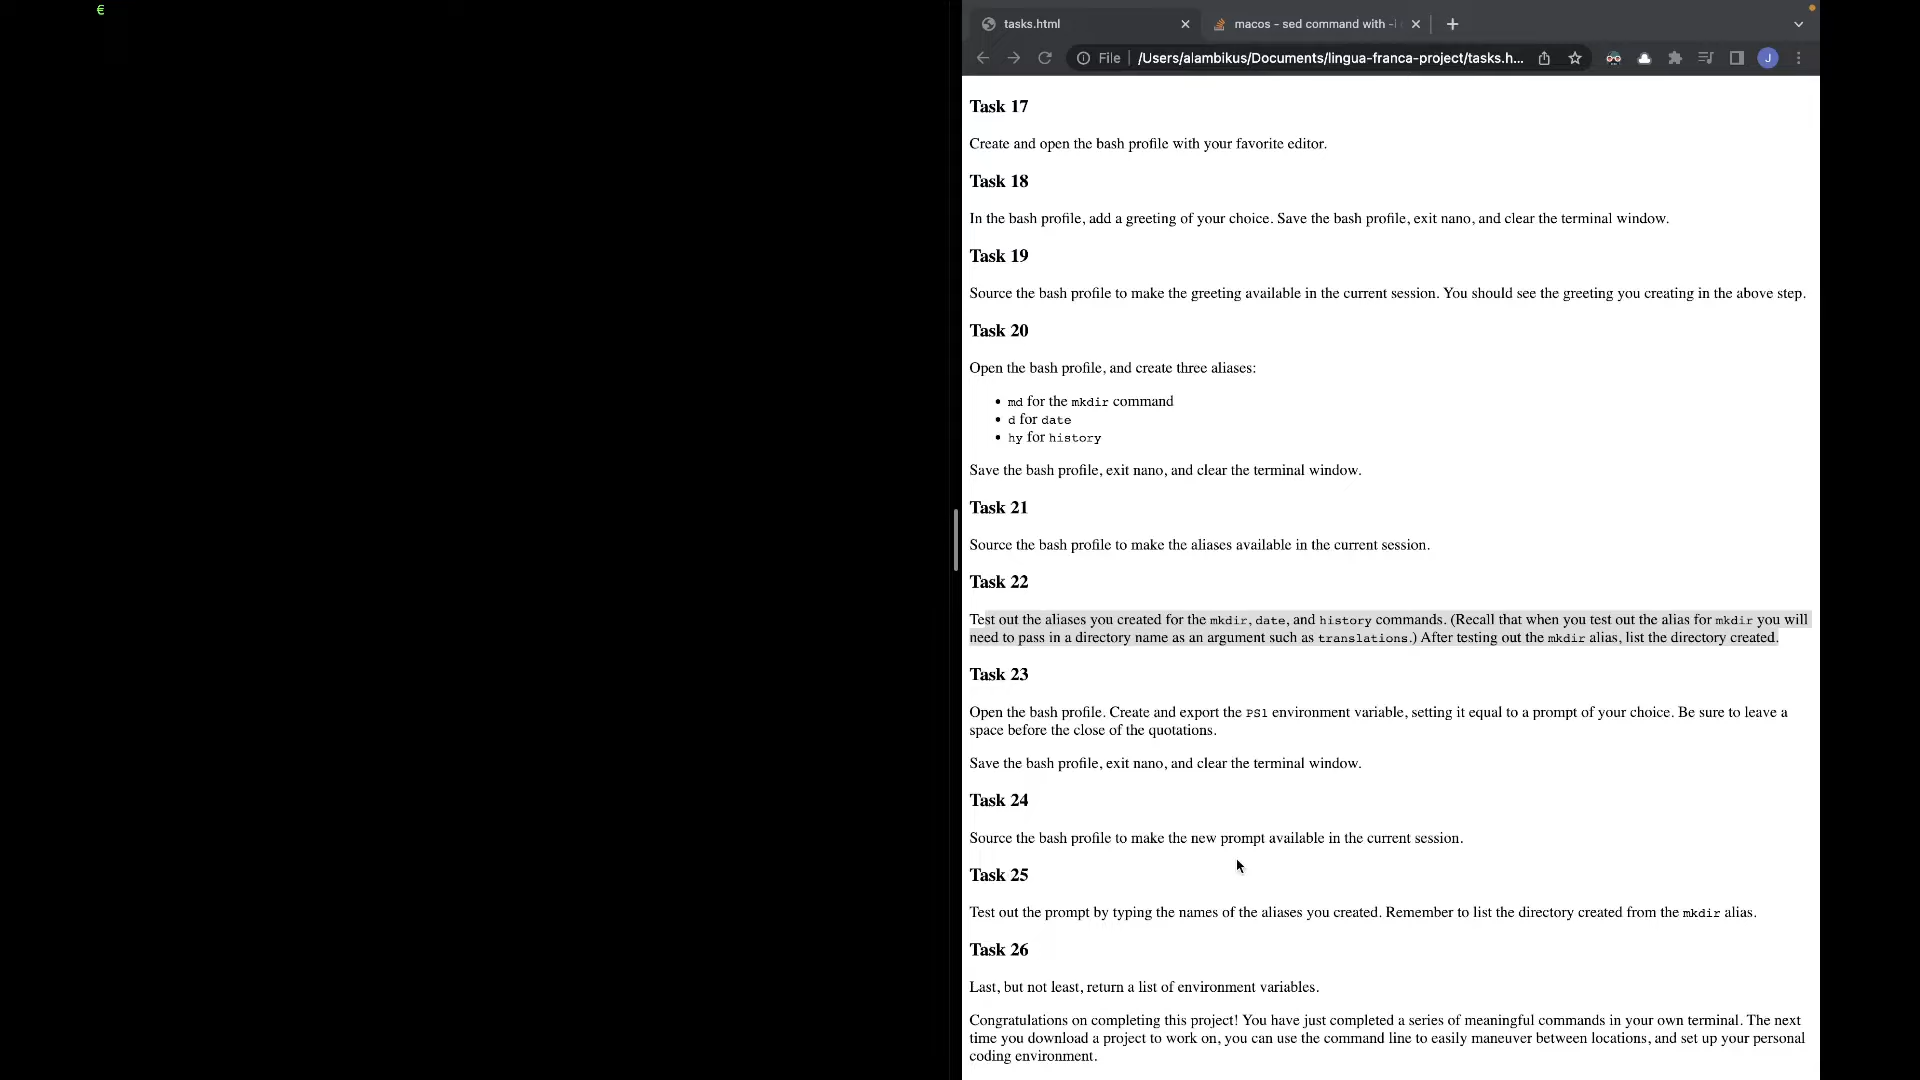 €
tasks.html
macos - sed command with -i
File
/Users/alambikus/Documents/lingua-franca-project/tasks.h...
J
Task 17
Create and open the bash profile with your favorite editor.
Task 18
In the bash profile, add a greeting of your choice. Save the bash profile, exit nano, and clear the terminal window.
Task 19
Source the bash profile to make the greeting available in the current session. You should see the greeting you creating in the above step.
Task 20
Open the bash profile, and create three aliases:
• md for the mkdir command
• d for date
• hy for history
Save the bash profile, exit nano, and clear the terminal window.
Task 21
Source the bash profile to make the aliases available in the current session.
Task 22
Test out the aliases you created for the mkdir, date, and history commands. (Recall that when you test out the alias for mkdir you will
need to pass in a directory name as an argument such as translations.) After testing out the mkdir alias, list the directory created.
Task 23
Open the bash profile. Create and export the PS1 environment variable, setting it equal to a prompt of your choice. Be sure to leave a
space before the close of the quotations.
Save the bash profile, exit nano, and clear the terminal window.
Task 24
Source the bash profile to make the new prompt available in the current session.
Task 25
Test out the prompt by typing the names of the aliases you created. Remember to list the directory created from the mkdir alias.
Task 26
Last, but not least, return a list of environment variables.
Congratulations on completing this project! You have just completed a series of meaningful commands in your own terminal. The next
time you download a project to work on, you can use the command line to easily maneuver between locations, and set up your personal
coding environment.